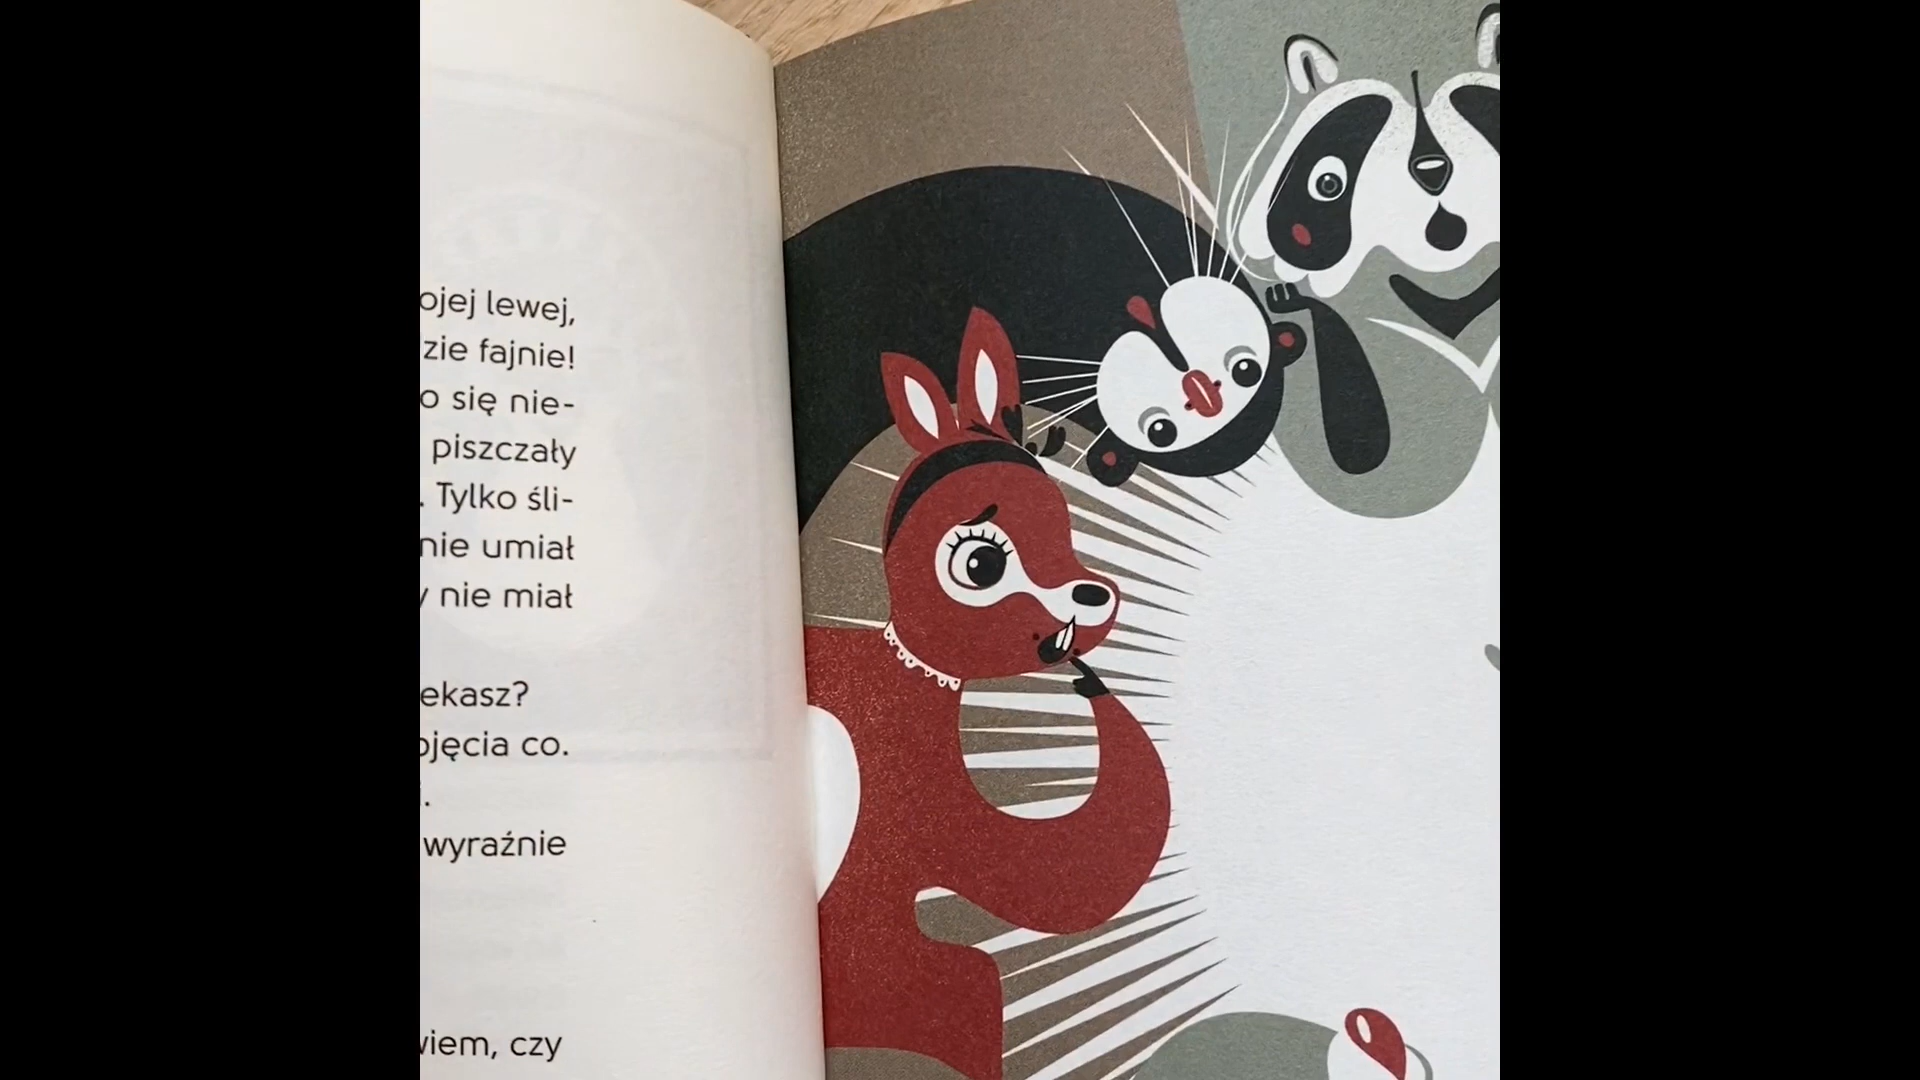 ojej lewej,
zie fajnie!
o się nie-
piszczały
. Tylko śli-
nie umiał
y nie miał
ekasz?
ojęcia co.
.
wyraźnie
wiem, czy